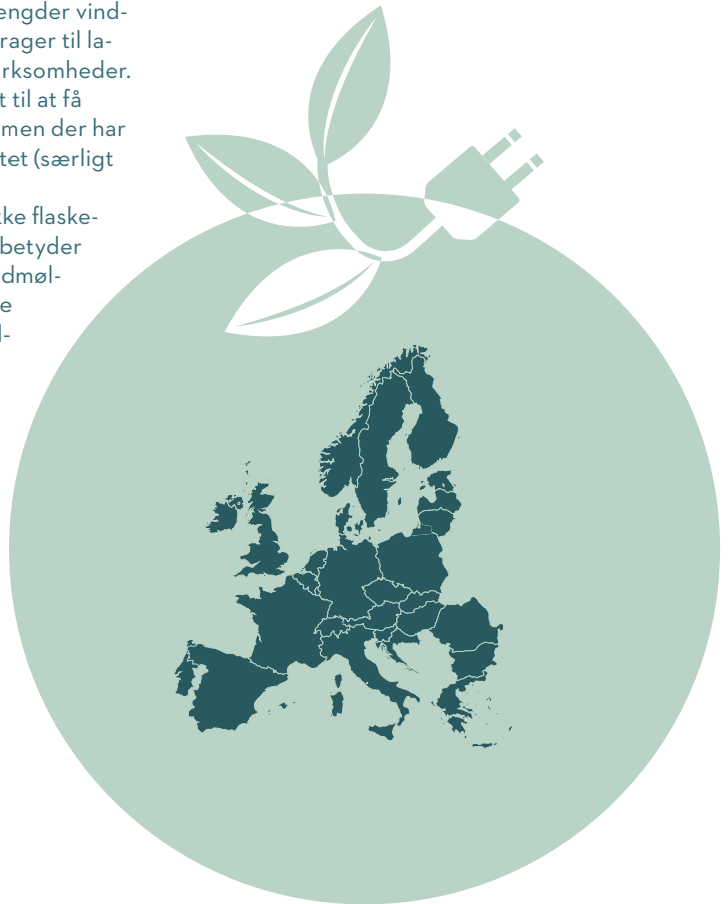 engder vind-
rager til la-
rksomheder.
t til at få
men der har
tet (særligt
ke flaske-
betyder
dmøl-
e
l-